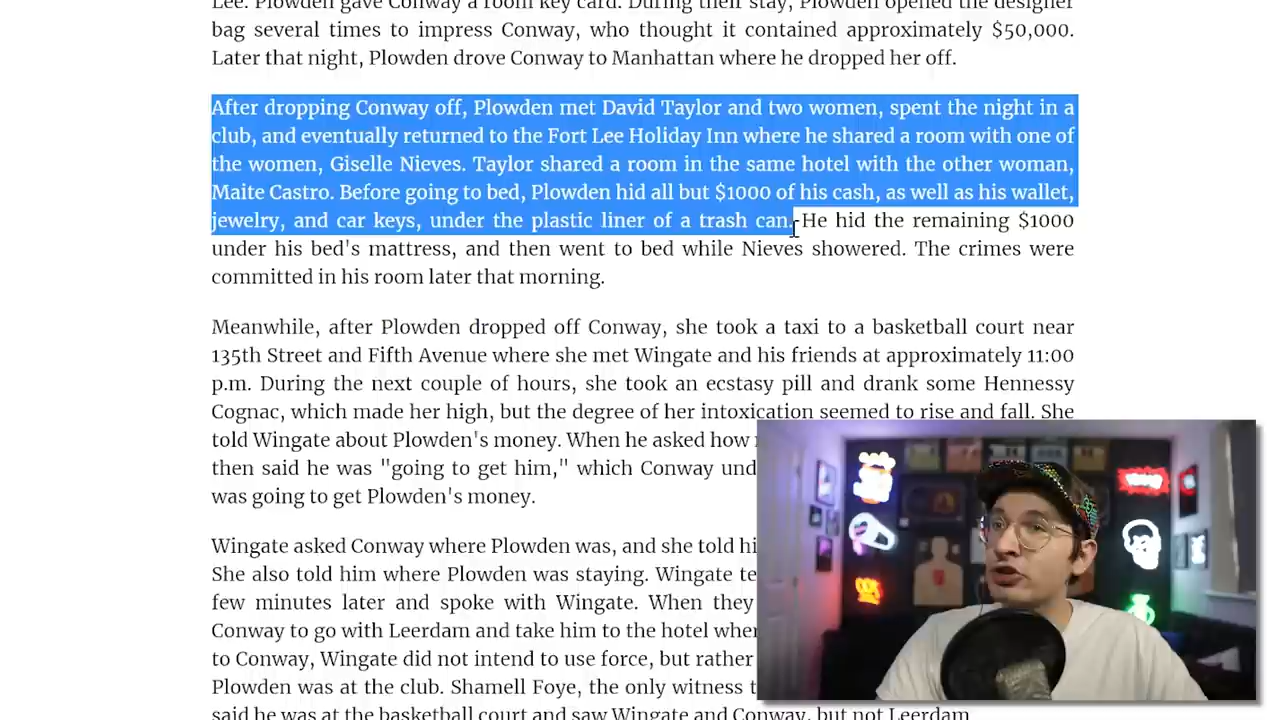 Lee. Plowden gave Conway a room key card. During their stay, Plowden opened the designer
bag several times to impress Conway, who thought it contained approximately $50,000.
Later that night, Plowden drove Conway to Manhattan where he dropped her off.
After dropping Conway off, Plowden met David Taylor and two women, spent the night in a
club, and eventually returned to the Fort Lee Holiday Inn where he shared a room with one of
the women, Giselle Nieves. Taylor shared a room in the same hotel with the other woman,
Maite Castro. Before going to bed, Plowden hid all but $1000 of his cash, as well as his wallet,
jewelry, and car keys, under the plastic liner of a trash can. He hid the remaining $1000
under his bed's mattress, and then went to bed while Nieves showered. The crimes were
committed in his room later that morning.
Meanwhile, after Plowden dropped off Conway, she took a taxi to a basketball court near
135th Street and Fifth Avenue where she met Wingate and his friends at approximately 11:00
p.m. During the next couple of hours, she took an ecstasy pill and drank some Hennessy
Cognac, which made her high, but the degree of her intoxication seemed to rise and fall. She
told Wingate about Plowden's money. When he asked how
then said he was "going to get him," which Conway
was going to get Plowden's money.
Wingate asked Conway where Plowden was, and she told
She also told him where Plowden was staying. Wingate
few minutes later and spoke with Wingate. When they
Conway to go with Leerdam and take him to the hotel
to Conway, Wingate did not intend to use force, but rather
Plowden was at the club. Shamell Foye, the only witness
said he was at the basketball court and saw Wingate and Conway, but not Leerdam